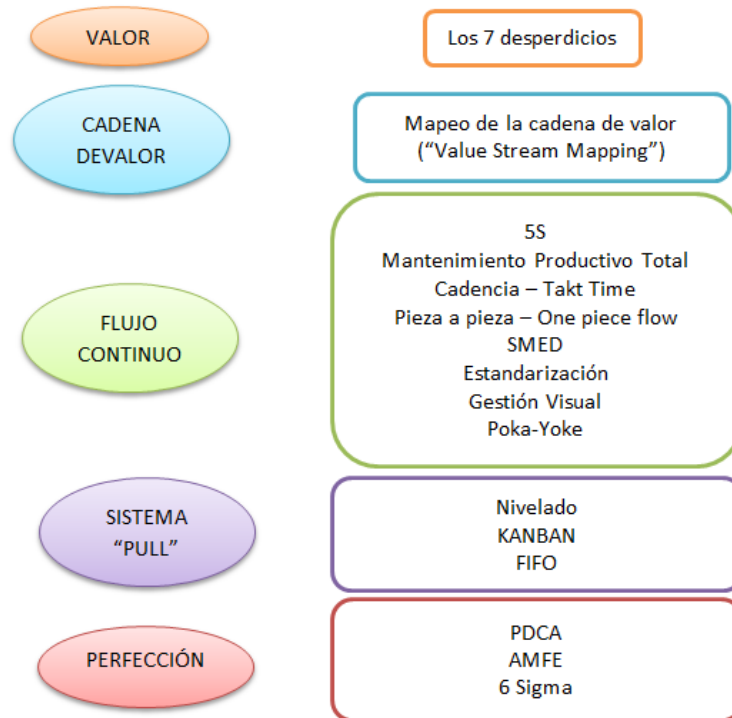 VALOR
Los 7 desperdicios
CADENA
DEVALOR
Mapeo de la cadena de valor
(“Value Stream Mapping”)
FLUJO
CONTINUO
5S
Mantenimiento Productivo Total
Cadencia – Takt Time
Pieza a pieza – One piece flow
SMED
Estandarización
Gestión Visual
Poka-Yoke
SISTEMA
“PULL”
Nivelado
KANBAN
FIFO
PERFECCIÓN
PDCA
AMFE
6 Sigma